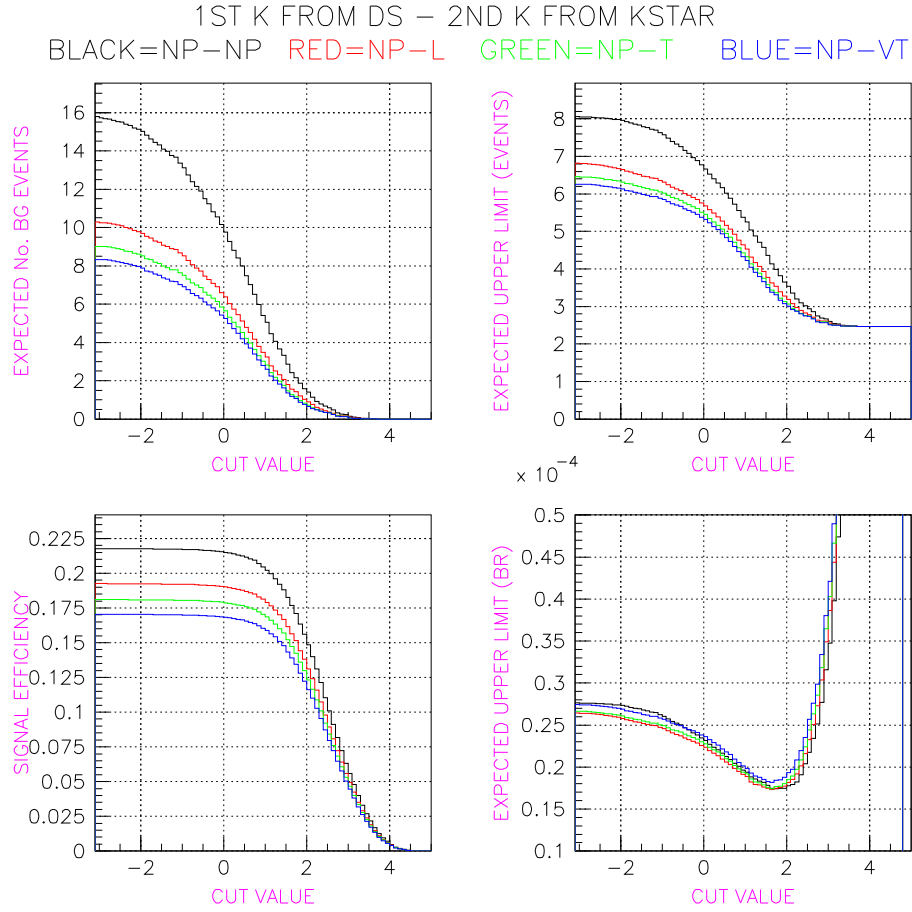 1ST K FROM DS – 2ND K FROM KSTAR
BLACK=NP–NP RED=NP–L GREEN=NP–T BLUE=NP–VT
EXPECTED No. BG EVENTS
16
14
12
10
8
6
4
2
0
−2 0 2 4
CUT VALUE
EXPECTED UPPER LIMIT (EVENTS)
8
7
6
5
4
3
2
1
0
−2 0 2 4
CUT VALUE
SIGNAL EFFICIENCY
0.225
0.2
0.175
0.15
0.125
0.1
0.075
0.05
0.025
0
−2 0 2 4
CUT VALUE
x 10⁻⁴
EXPECTED UPPER LIMIT (BR)
0.5
0.45
0.4
0.35
0.3
0.25
0.2
0.15
0.1
−2 0 2 4
CUT VALUE